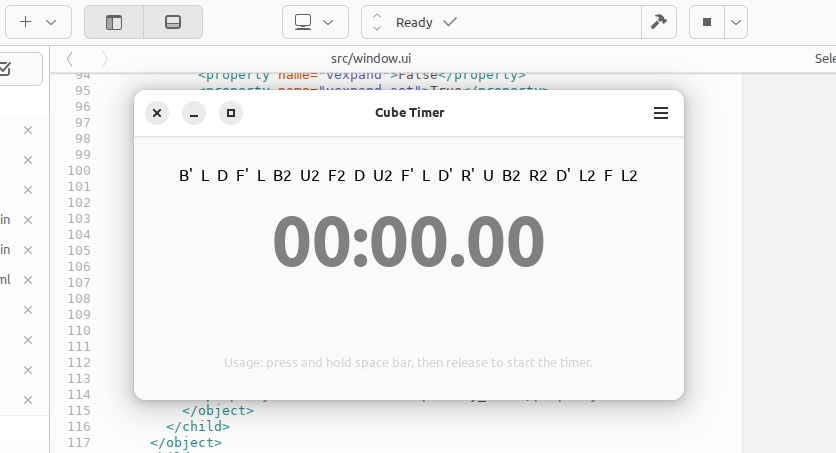 Ready
src/window.ui
Sele
94 <property name="vexpand">False</property>
95 <property name="vexpand-set">True</property>
96
97
98
99
100
101
102
103
104
105
106
107
108
109
110
111
112
113
114
115 </object>
116 </child>
117 </object>
in
in
ml
Cube Timer
B' L D F' L B2 U2 F2 D U2 F' L D' R' U B2 R2 D' L2 F L2
00:00.00
Usage: press and hold space bar, then release to start the timer.